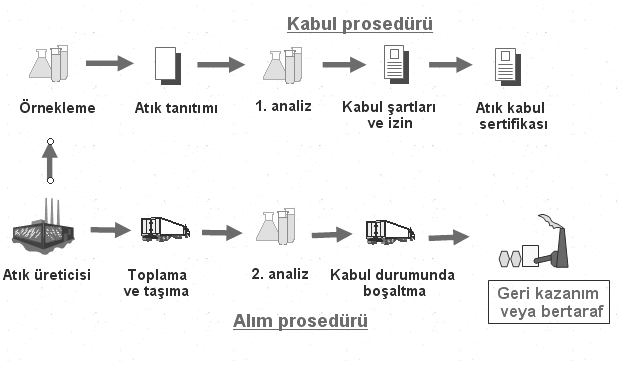 Kabul prosedürü
Örnekleme
Atık tanıtımı
1. analiz
Kabul şartları
ve izin
Atık kabul
sertifikası
Atık üreticisi
Toplama
ve taşıma
2. analiz
Kabul durumunda
boşaltma
Geri kazanım
veya bertaraf
Alım prosedürü